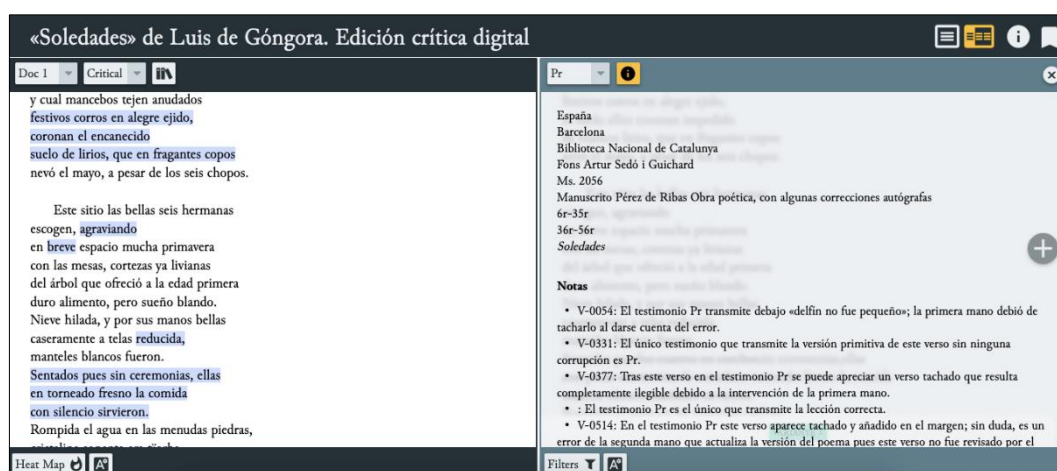 «Soledades» de Luis de Góngora. Edición crítica digital
Doc 1
Critical
y cual mancebos tejen anudados
festivos corros en alegre ejido,
coronan el encanecido
suelo de lirios, que en fragantes copos
nevó el mayo, a pesar de los seis chopos.
Este sitio las bellas seis hermanas
escogen, agraviando
en breve espacio mucha primavera
con las mesas, cortezas ya livianas
del árbol que ofreció a la edad primera
duro alimento, pero sueño blando.
Nieve hilada, y por sus manos bellas
caseramente a telas reducida,
manteles blancos fueron.
Sentados pues sin ceremonias, ellas
en torneado fresno la comida
con silencio sirvieron.
Rompida el agua en las menudas piedras,
Heat Map
Pr
España
Barcelona
Biblioteca Nacional de Catalunya
Fons Artur Sedó i Guichard
Ms. 2056
Manuscrito Pérez de Ribas Obra poética, con algunas correcciones autógrafas
6r-35r
36r-56r
Soledades
Notas
• V-0054: El testimonio Pr transmite debajo «delfín no fue pequeño»; la primera mano debió de
tacharlo al darse cuenta del error.
• V-0331: El único testimonio que transmite la versión primitiva de este verso sin ninguna
corrupción es Pr.
• V-0377: Tras este verso en el testimonio Pr se puede apreciar un verso tachado que resulta
completamente ilegible debido a la intervención de la primera mano.
• : El testimonio Pr es el único que transmite la lección correcta.
• V-0514: En el testimonio Pr este verso aparece tachado y añadido en el margen; sin duda, es un
error de la segunda mano que actualiza la versión del poema pues este verso no fue revisado por el
Filters